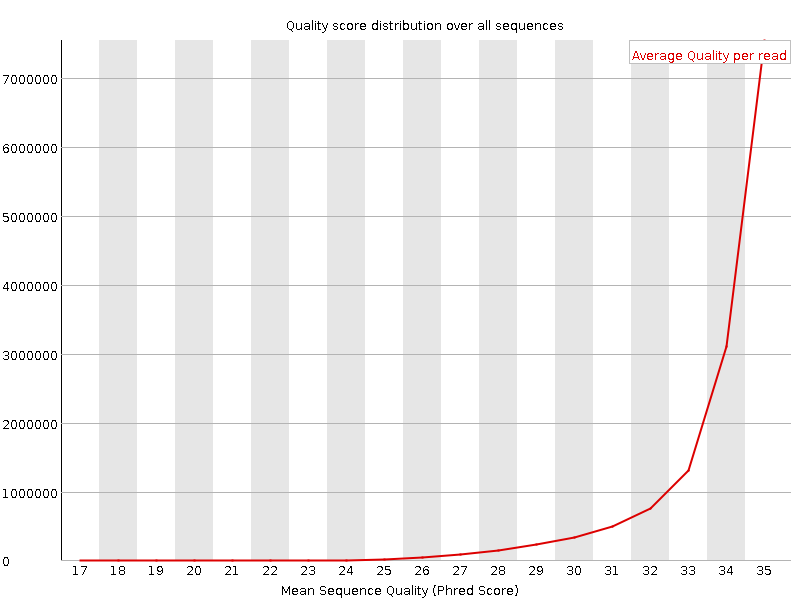 Quality score distribution over all sequences
Average Quality per read
7000000
6000000
5000000
4000000
3000000
2000000
1000000
0
17 18 19 20 21 22 23 24 25 26 27 28 29 30 31 32 33 34 35
Mean Sequence Quality (Phred Score)